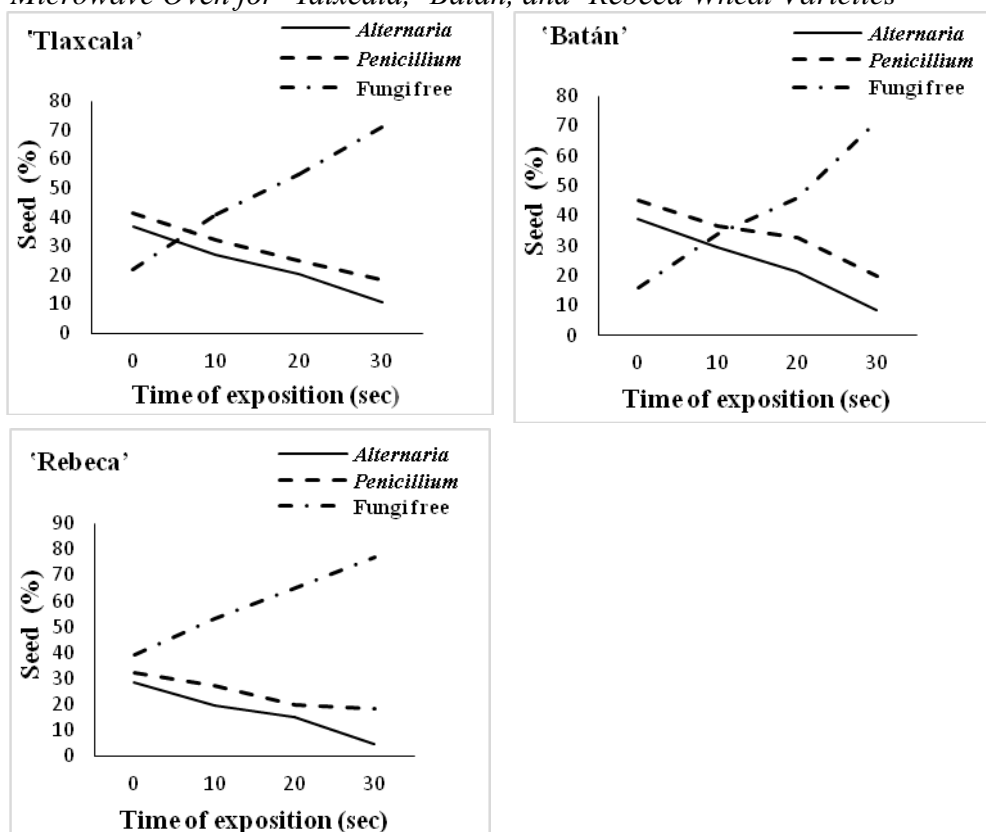 Microwave Oven for Talxcala, Batán, and Rebeca Wheat Varieties
'Tlaxcala'
Alternaria
Penicillium
Fungi free
80
70
60
50
40
30
20
10
0
Seed (%)
0 10 20 30
Time of exposition (sec)
'Batán'
Alternaria
Penicillium
Fungi free
80
70
60
50
40
30
20
10
0
Seed (%)
0 10 20 30
Time of exposition (sec)
'Rebeca'
Alternaria
Penicillium
Fungi free
90
80
70
60
50
40
30
20
10
0
Seed (%)
0 10 20 30
Time of exposition (sec)